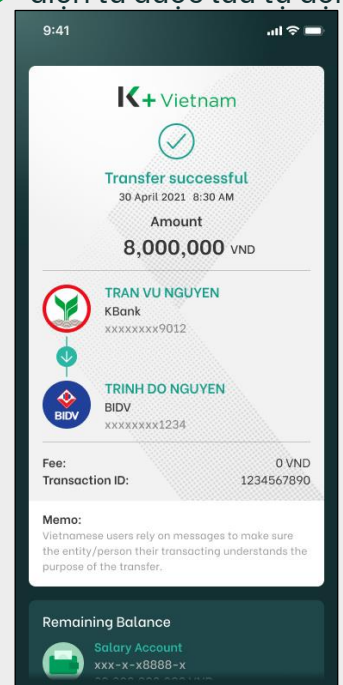 9:41
K+ Vietnam
Transfer successful
30 April 2021 8:30 AM
Amount
8,000,000 VND
TRAN VU NGUYEN
KBank
xxxxxxxx9012
TRINH DO NGUYEN
BIDV
BIDV
xxxxxxxx1234
Fee: 0 VND
Transaction ID: 1234567890
Memo:
Vietnamese users rely on messages to make sure
the entity/person their transacting understands the
purpose of the transfer.
Remaining Balance
Salary Account
xxx-x-x8888-x